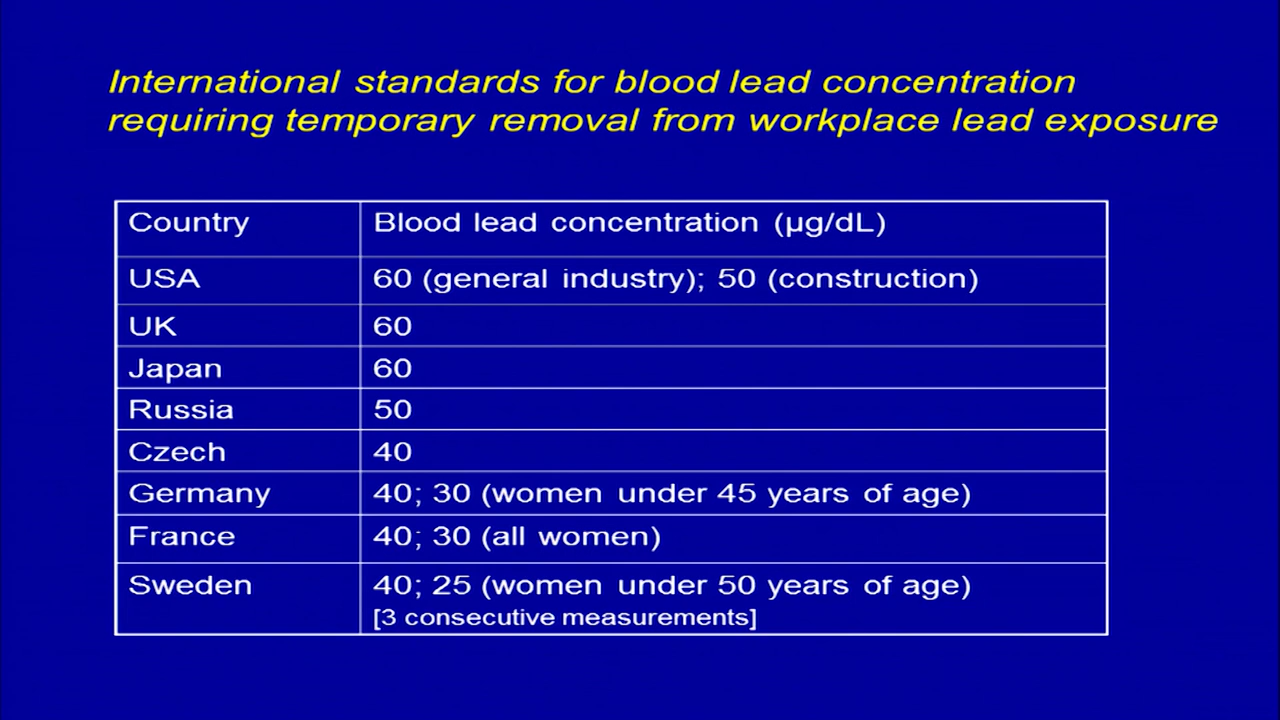 International standards for blood lead concentration
requiring temporary removal from workplace lead exposure
Country Blood lead concentration (µg/dL)
USA 60 (general industry); 50 (construction)
UK 60
Japan 60
Russia 50
Czech 40
Germany 40; 30 (women under 45 years of age)
France 40; 30 (all women)
Sweden 40; 25 (women under 50 years of age)
[3 consecutive measurements]